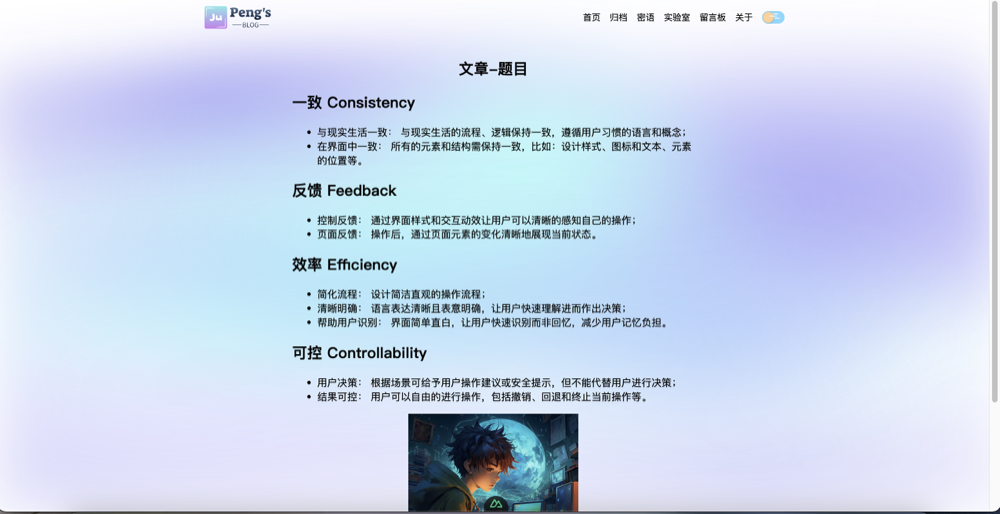 Ju Peng's
BLOG
首页 归档 密语 实验室 留言板 关于
文章-题目
一致 Consistency
与现实生活一致： 与现实生活的流程、逻辑保持一致，遵循用户习惯的语言和概念；
在界面中一致： 所有的元素和结构需保持一致，比如：设计样式、图标和文本、元素
的位置等。
反馈 Feedback
控制反馈： 通过界面样式和交互动效让用户可以清晰的感知自己的操作；
页面反馈： 操作后，通过页面元素的变化清晰地展现当前状态。
效率 Efficiency
简化流程： 设计简洁直观的操作流程；
清晰明确： 语言表达清晰且表意明确，让用户快速理解进而作出决策；
帮助用户识别： 界面简单直白，让用户快速识别而非回忆，减少用户记忆负担。
可控 Controllability
用户决策： 根据场景可给予用户操作建议或安全提示，但不能代替用户进行决策；
结果可控： 用户可以自由的进行操作，包括撤销、回退和终止当前操作等。